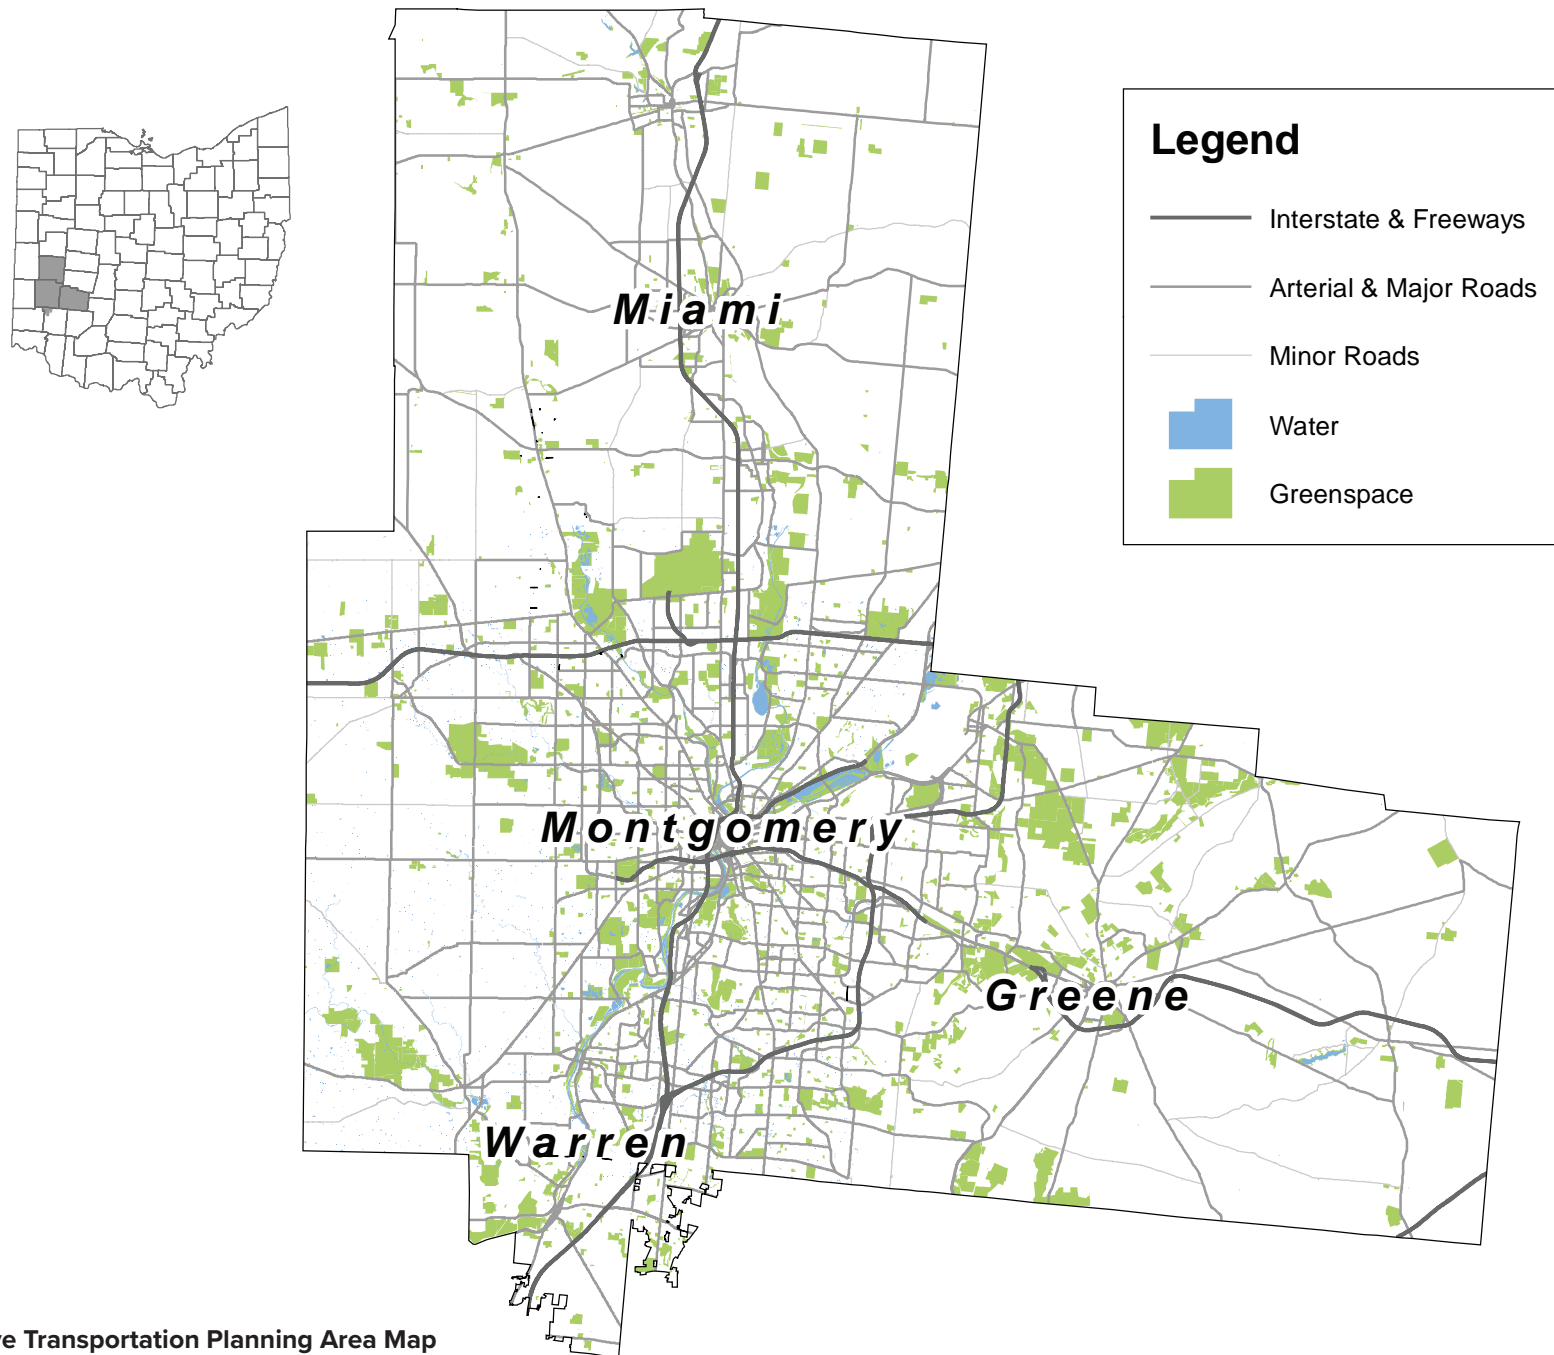 Legend
Interstate & Freeways
Arterial & Major Roads
Minor Roads
Water
Greenspace
Miami
Montgomery
Greene
Warren
Transportation Planning Area Map